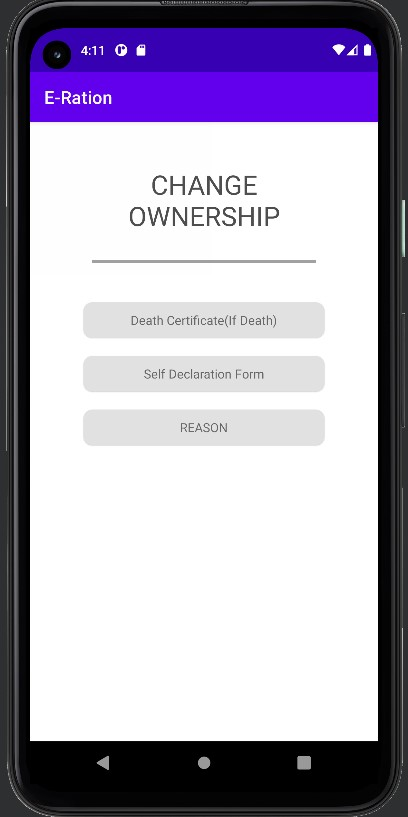 4:11
E-Ration
CHANGE
OWNERSHIP
Death Certificate(If Death)
Self Declaration Form
REASON